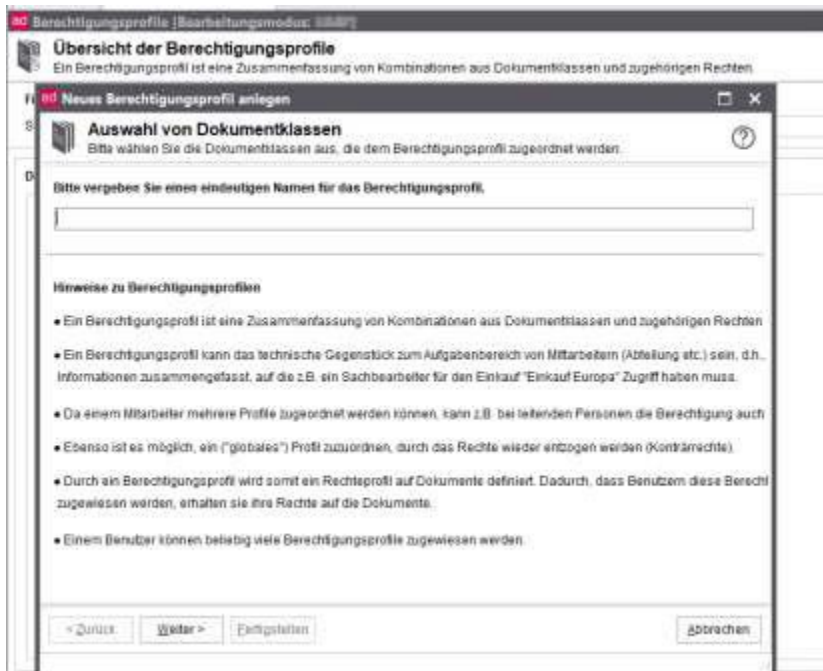 ad Berechtigungsprofile [Bearbeitungsmodus:
Übersicht der Berechtigungsprofile
Ein Berechtigungsprofil ist eine Zusammenfassung von Kombinationen aus Dokumentklassen und zugehörigen Rechten
ad Neues Berechtigungsprofil anlegen
Auswahl von Dokumentklassen
Bitte wählen Sie die Dokumentklassen aus, die dem Berechtigungsprofil zugeordnet werden.
Bitte vergeben Sie einen eindeutigen Namen für das Berechtigungsprofil.
Hinweise zu Berechtigungsprofilen
• Ein Berechtigungsprofil ist eine Zusammenfassung von Kombinationen aus Dokumentklassen und zugehörigen Rechten
• Ein Berechtigungsprofil kann das technische Gegenstück zum Aufgabenbereich von Mitarbeitern (Abteilung etc.) sein, d.h.,
Informationen zusammengefasst, auf die z.B. ein Sachbearbeiter für den Einkauf "Einkauf Europa" Zugriff haben muss.
• Da einem Mitarbeiter mehrere Profile zugeordnet werden können, kann z.B. bei leitenden Personen die Berechtigung auch
• Ebenso ist es möglich, ein ("globales") Profil zuzuordnen, durch das Rechte wieder entzogen werden (Konträrrechte).
• Durch ein Berechtigungsprofil wird somit ein Rechteprofil auf Dokumente definiert. Dadurch, dass Benutzern diese Berecht
zugewiesen werden, erhalten sie ihre Rechte auf die Dokumente.
• Einem Benutzer können beliebig viele Berechtigungsprofile zugewiesen werden.
< Zurück Weiter > Fertigstellen Abbrechen